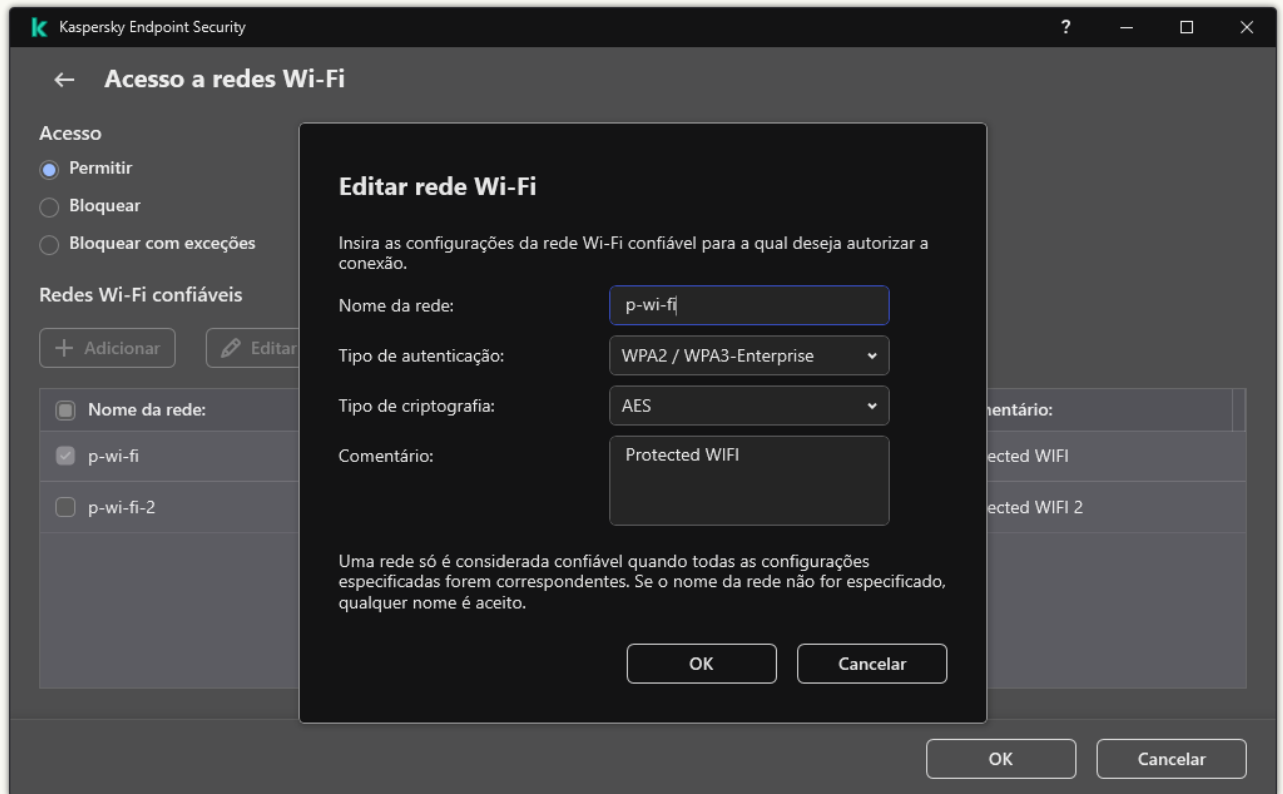 Kaspersky Endpoint Security
?
Acesso a redes Wi-Fi
Acesso
Permitir
Bloquear
Bloquear com exceções
Redes Wi-Fi confiáveis
Adicionar
Editar
Nome da rede:
p-wi-fi
p-wi-fi-2
WIFI
WIFI 2
Editar rede Wi-Fi
Insira as configurações da rede Wi-Fi confiável para a qual deseja autorizar a
conexão.
Nome da rede: p-wi-fi
Tipo de autenticação: WPA2 / WPA3-Enterprise
Tipo de criptografia: AES
Comentário: Protected WIFI
Uma rede só é considerada confiável quando todas as configurações
especificadas forem correspondentes. Se o nome da rede não for especificado,
qualquer nome é aceito.
OK Cancelar
OK Cancelar